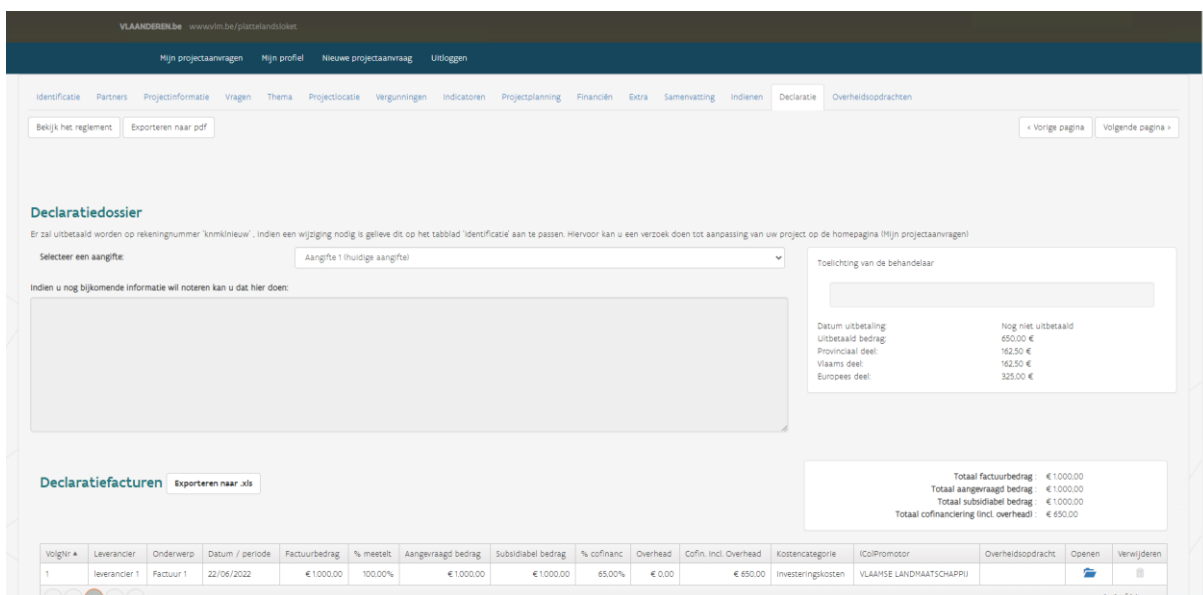 VLAANDEREN.be www.vlm.be/plattelandsloket
Mijn projectaanvragen Mijn profiel Nieuwe projectaanvraag Uitloggen
Identificatie Partners Projectinformatie Vragen Thema Projectlocatie Vergunningen Indicatoren Projectplanning Financiën Extra Samenvatting Indienen Declaratie Overheidsopdrachten
Bekijk het reglement Exporteren naar pdf « Vorige pagina Volgende pagina »
Declaratiedossier
Er zal uitbetaald worden op rekeningnummer 'knmklnieuw' , indien een wijziging nodig is gelieve dit op het tabblad 'Identificatie' aan te passen. Hiervoor kan u een verzoek doen tot aanpassing van uw project op de homepagina (Mijn projectaanvragen)
Selecteer een aangifte: Aangifte 1 (huidige aangifte)
Indien u nog bijkomende informatie wil noteren kan u dat hier doen:
Toelichting van de behandelaar
Datum uitbetaling: Nog niet uitbetaald
Uitbetaald bedrag: 650,00 €
Provinciaal deel: 162,50 €
Vlaams deel: 162,50 €
Europees deel: 325,00 €
Declaratiefacturen Exporteren naar .xls
Totaal factuurbedrag : € 1.000,00
Totaal aangevraagd bedrag : € 1.000,00
Totaal subsidiabel bedrag : € 1.000,00
Totaal cofinanciering (incl. overhead) : € 650,00
VolgNr ▲ Leverancier Onderwerp Datum / periode Factuurbedrag % meetelt Aangevraagd bedrag Subsidiabel bedrag % cofinanc Overhead Cofin. Incl. Overhead Kostencategorie (Co)Promotor Overheidsopdracht Openen Verwijderen
1 leverancier 1 Factuur 1 22/06/2022 € 1.000,00 100,00% € 1.000,00 € 1.000,00 65,00% € 0,00 € 650,00 Investeringskosten VLAAMSE LANDMAATSCHAPPIJ